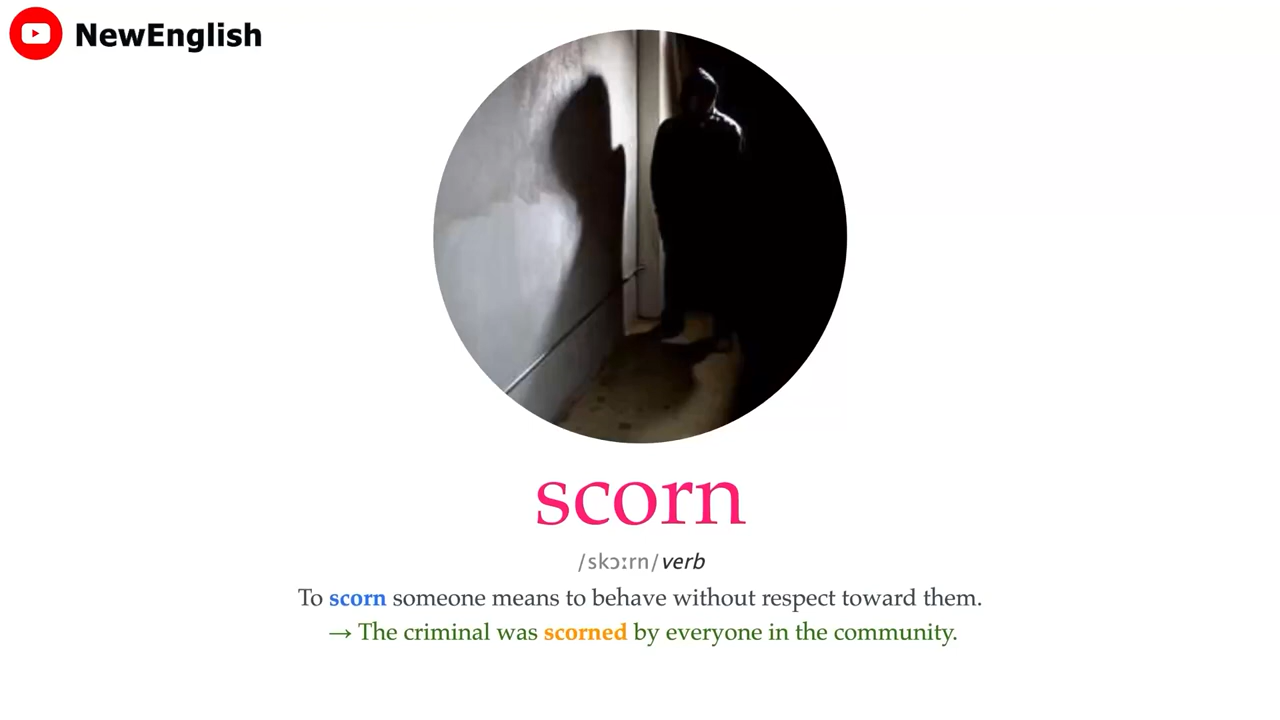 NewEnglish
scorn
/skɔːrn/verb
To scorn someone means to behave without respect toward them.
→ The criminal was scorned by everyone in the community.